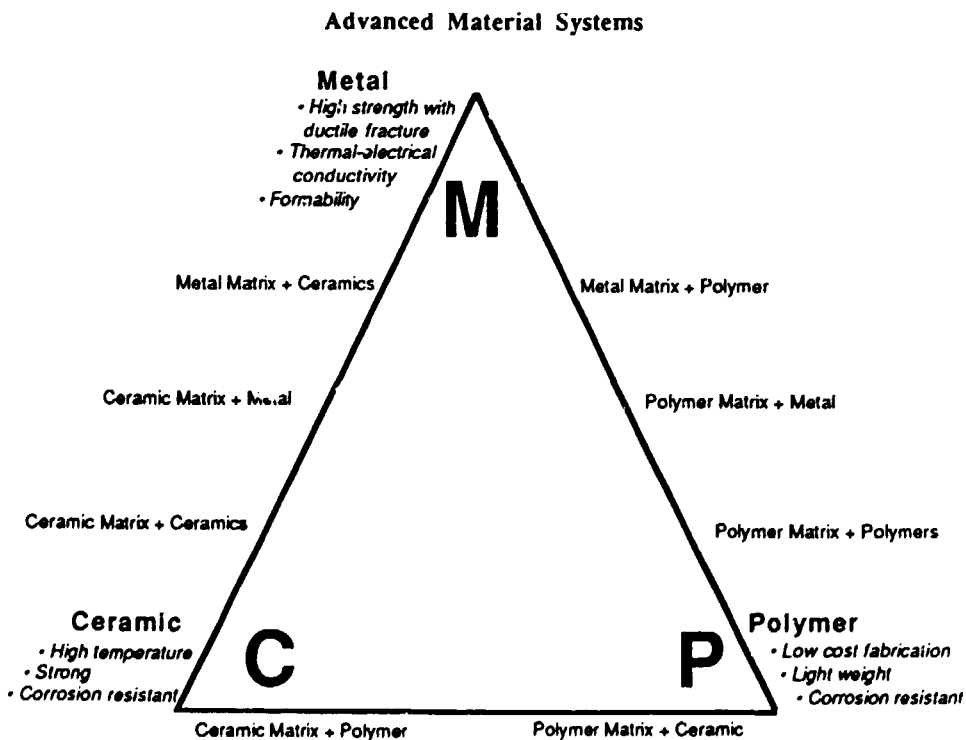 Advanced Material Systems
Metal
• High strength with
ductile fracture
• Thermal-electrical
conductivity
• Formability
M
Metal Matrix + Ceramics
Metal Matrix + Polymer
Ceramic Matrix + Metal
Polymer Matrix + Metal
Ceramic Matrix + Ceramics
Polymer Matrix + Polymers
Ceramic
• High temperature
• Strong
• Corrosion resistant
C
P
Polymer
• Low cost fabrication
• Light weight
• Corrosion resistant
Ceramic Matrix + Polymer
Polymer Matrix + Ceramic